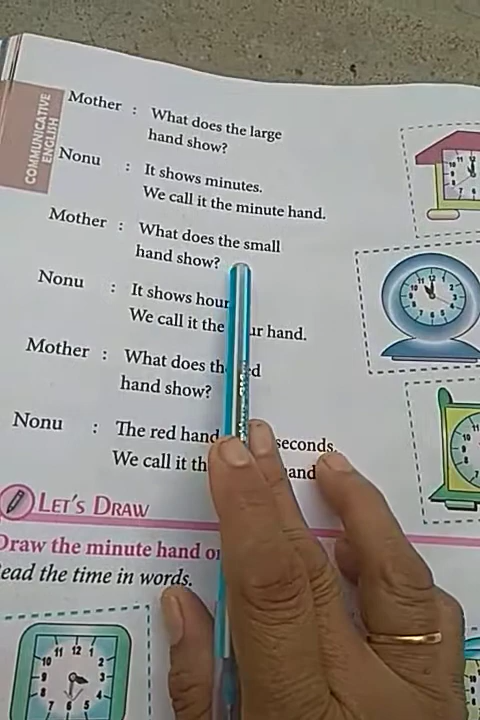 COMMUNICATIVE
ENGLISH
Mother : What does the large
hand show?
Nonu : It shows minutes.
We call it the minute hand.
Mother : What does the small
hand show?
Nonu : It shows hour
We call it the ur hand.
Mother : What does th d
hand show?
Nonu : The red hand seconds.
We call it th and
LET'S DRAW
Draw the minute hand
ead the time in words.